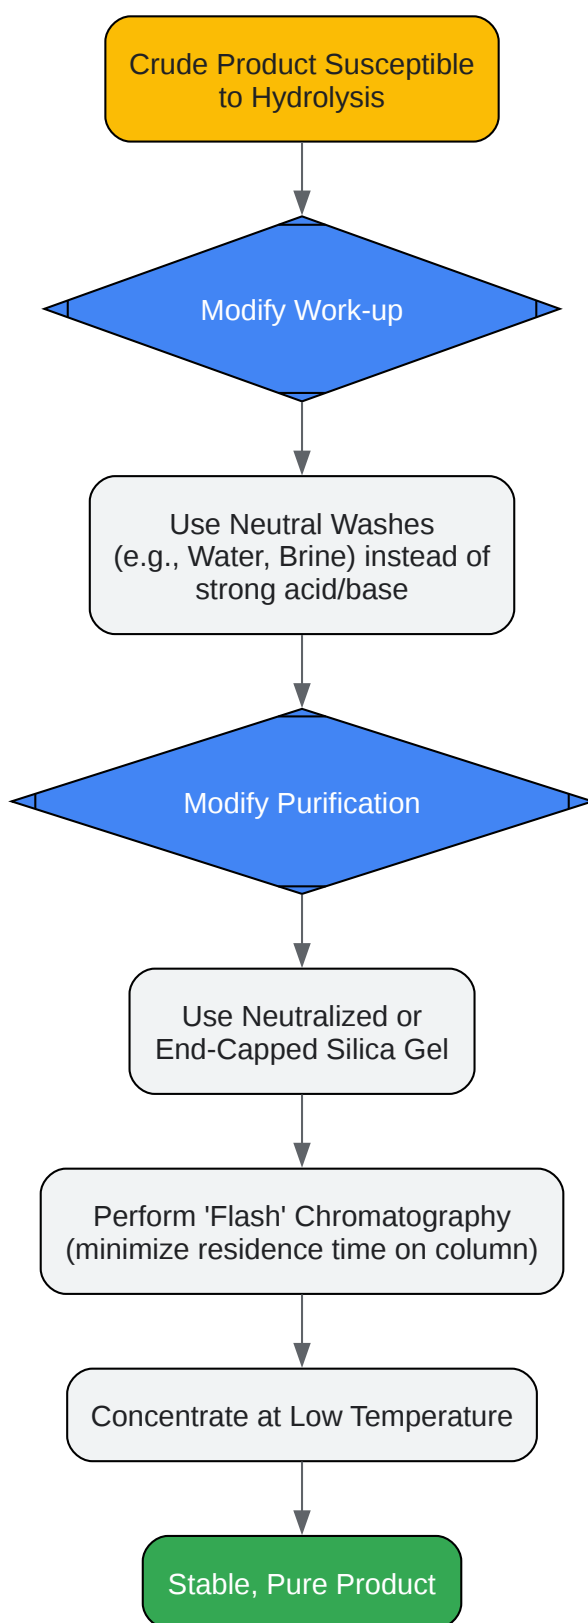 Crude Product Susceptible
to Hydrolysis
Modify Work-up
Use Neutral Washes
(e.g., Water, Brine) instead of
strong acid/base
Modify Purification
Use Neutralized or
End-Capped Silica Gel
Perform 'Flash' Chromatography
(minimize residence time on column)
Concentrate at Low Temperature
Stable, Pure Product